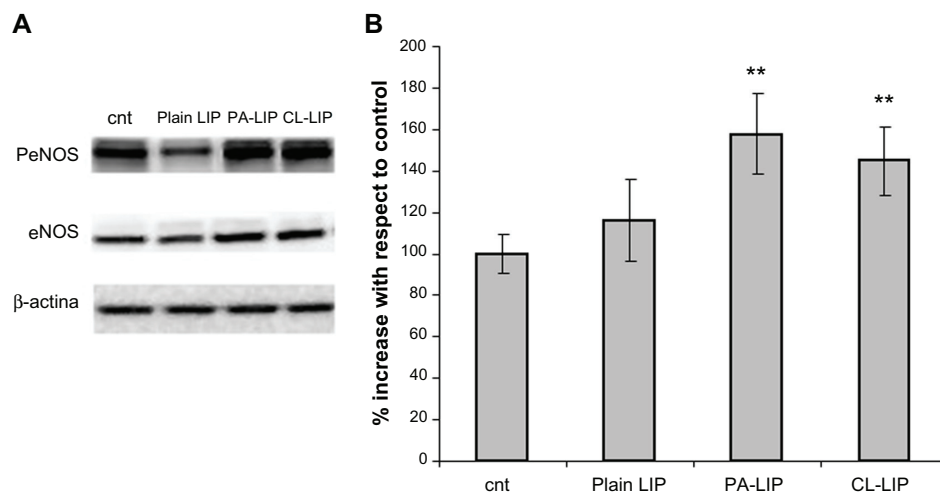 A
cnt Plain LIP PA-LIP CL-LIP
PeNOS
eNOS
β-actina
B
% increase with respect to control
200
180
160
140
120
100
80
60
40
20
0
**
**
cnt Plain LIP PA-LIP CL-LIP